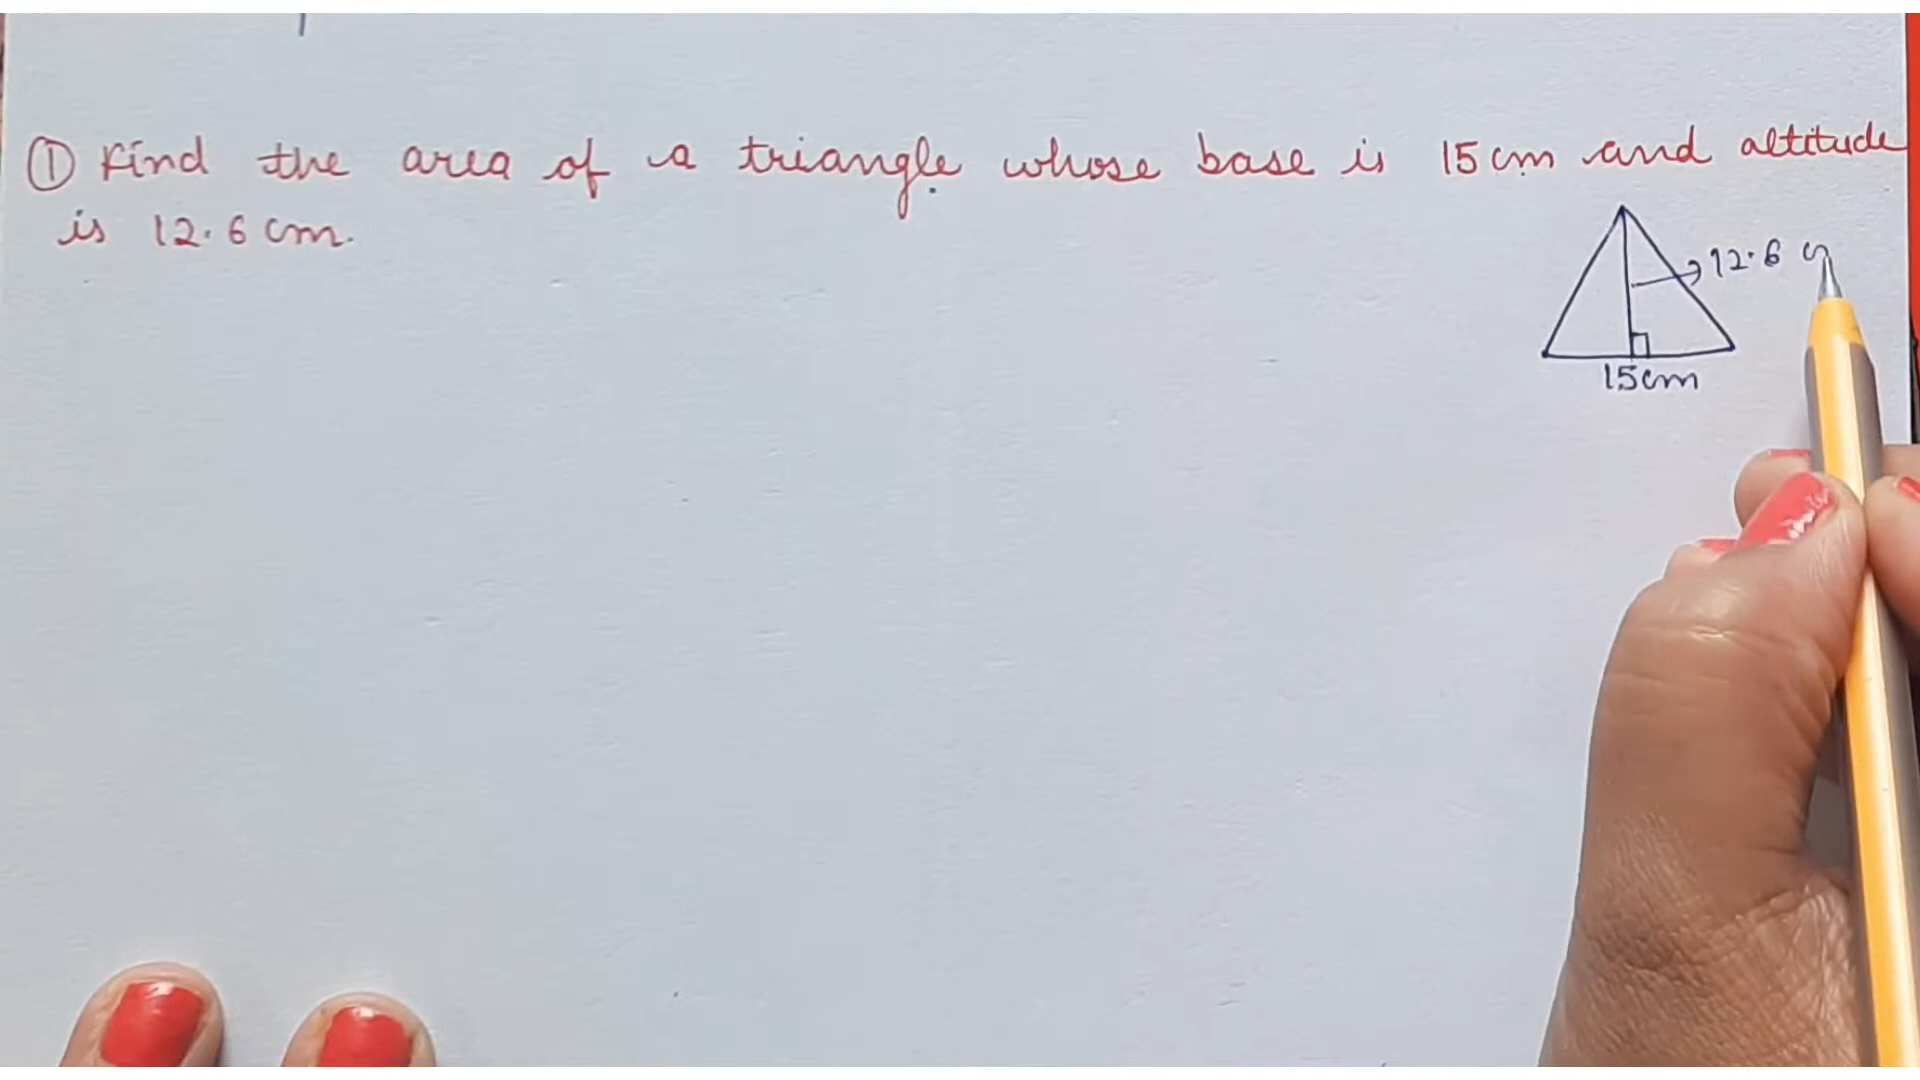 ① Find the area of a triangle whose base is 15 cm and altitude
is 12.6 cm.
12.6 c
15cm